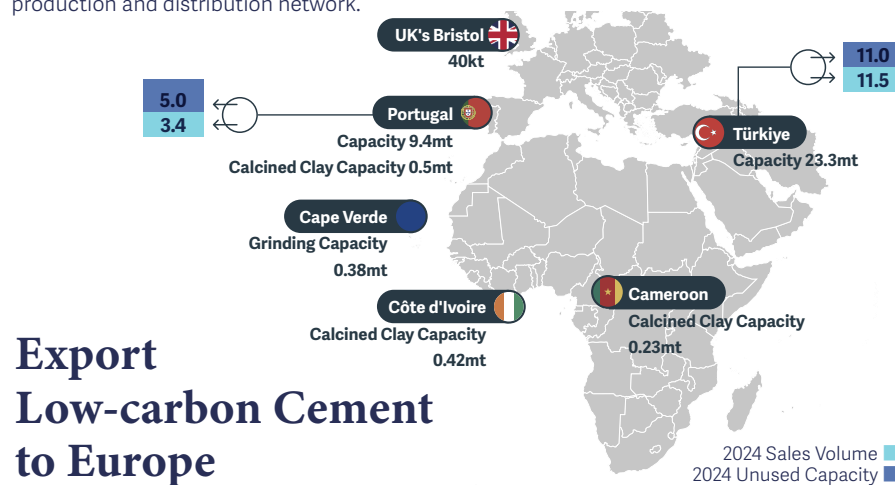 production and distribution network.
UK's Bristol
40kt
11.0
11.5
5.0
3.4
Portugal
Capacity 9.4mt
Calcined Clay Capacity 0.5mt
Türkiye
Capacity 23.3mt
Cape Verde
Grinding Capacity
0.38mt
Côte d'Ivoire
Calcined Clay Capacity
0.42mt
Cameroon
Calcined Clay Capacity
0.23mt
Export
Low-carbon Cement
to Europe
2024 Sales Volume
2024 Unused Capacity